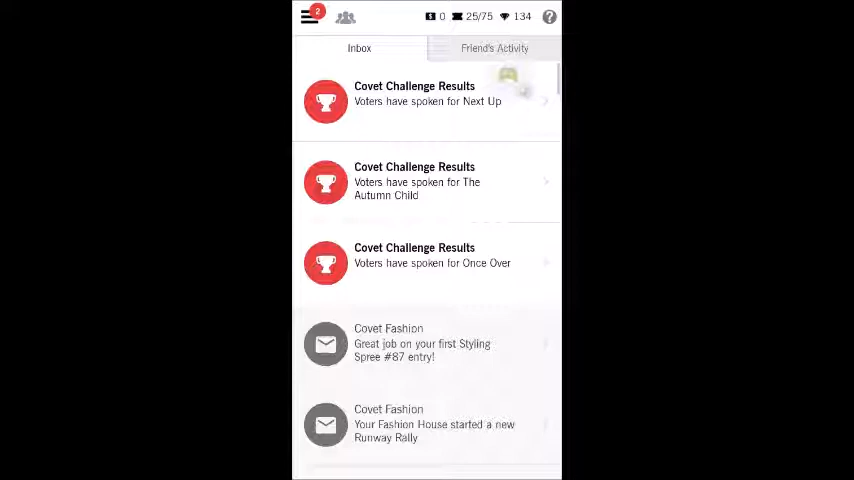 2
0
25/75
134
?
Inbox
Friend's Activity
Covet Challenge Results
Voters have spoken for Next Up
Covet Challenge Results
Voters have spoken for The
Autumn Child
Covet Challenge Results
Voters have spoken for Once Over
Covet Fashion
Great job on your first Styling
Spree #87 entry!
Covet Fashion
Your Fashion House started a new
Runway Rally